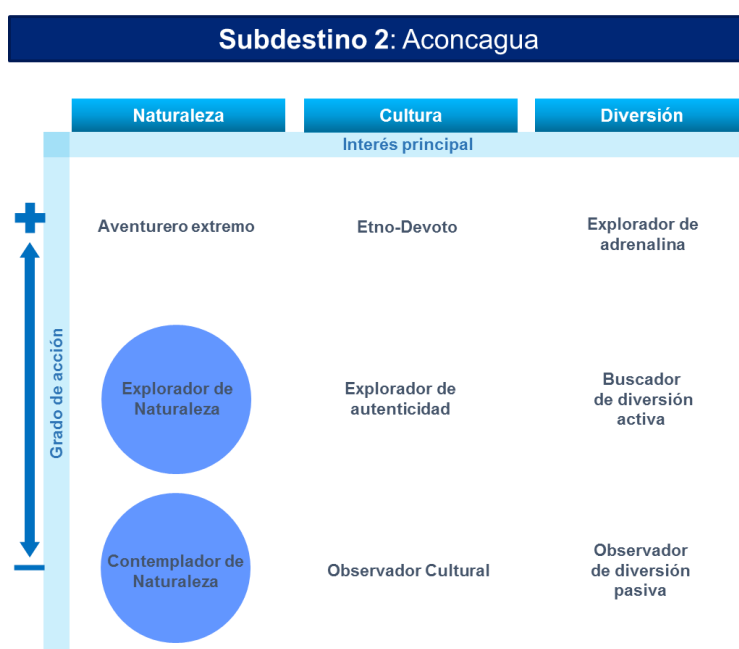 Subdestino 2: Aconcagua
Naturaleza
Cultura
Diversión
Interés principal
Grado de acción
Aventurero extremo
Etno-Devoto
Explorador de
adrenalina
Explorador de
Naturaleza
Explorador de
autenticidad
Buscador
de diversión
activa
Contemplador de
Naturaleza
Observador Cultural
Observador
de diversión
pasiva